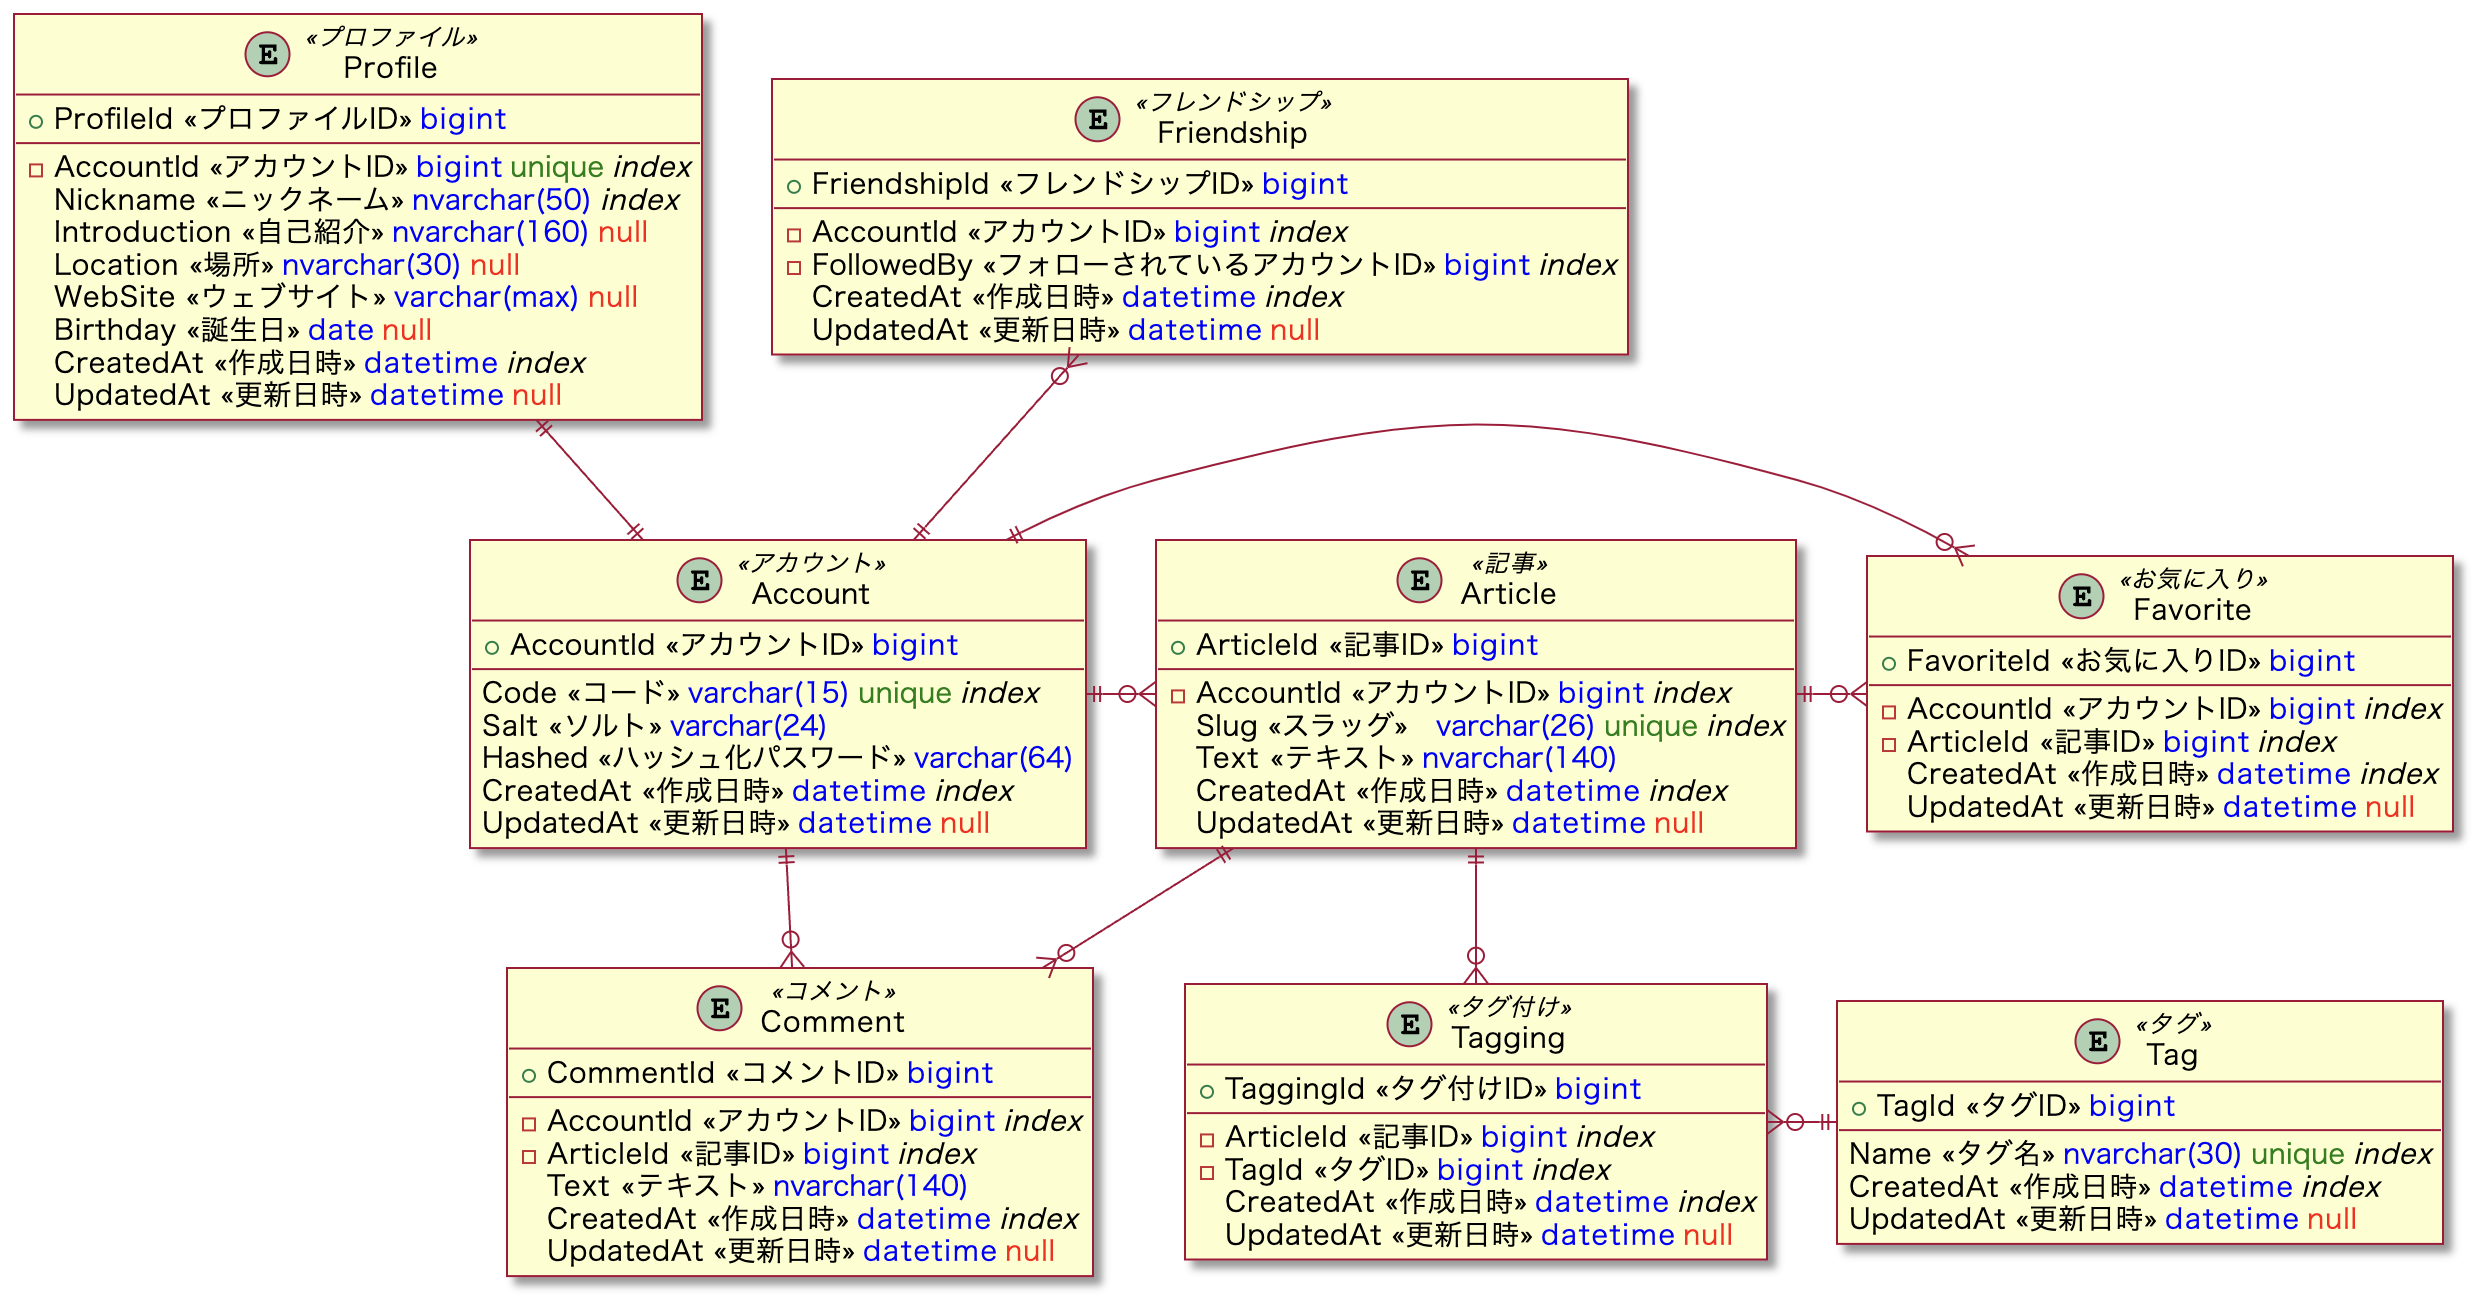 «プロファイル»
E
Profile
ProfileId «プロファイルID» bigint
AccountId «アカウントID» bigint unique index
Nickname «ニックネーム» nvarchar(50) index
Introduction «自己紹介» nvarchar(160) null
Location «場所» nvarchar(30) null
WebSite «ウェブサイト» varchar(max) null
Birthday «誕生日» date null
CreatedAt «作成日時» datetime index
UpdatedAt «更新日時» datetime null
«フレンドシップ»
E
Friendship
FriendshipId «フレンドシップID» bigint
AccountId «アカウントID» bigint index
FollowedBy «フォローされているアカウントID» bigint index
CreatedAt «作成日時» datetime index
UpdatedAt «更新日時» datetime null
«アカウント»
E
Account
AccountId «アカウントID» bigint
Code «コード» varchar(15) unique index
Salt «ソルト» varchar(24)
Hashed «ハッシュ化パスワード» varchar(64)
CreatedAt «作成日時» datetime index
UpdatedAt «更新日時» datetime null
«記事»
E
Article
ArticleId «記事ID» bigint
AccountId «アカウントID» bigint index
Slug «スラッグ» varchar(26) unique index
Text «テキスト» nvarchar(140)
CreatedAt «作成日時» datetime index
UpdatedAt «更新日時» datetime null
«お気に入り»
E
Favorite
FavoriteId «お気に入りID» bigint
AccountId «アカウントID» bigint index
ArticleId «記事ID» bigint index
CreatedAt «作成日時» datetime index
UpdatedAt «更新日時» datetime null
«コメント»
E
Comment
CommentId «コメントID» bigint
AccountId «アカウントID» bigint index
ArticleId «記事ID» bigint index
Text «テキスト» nvarchar(140)
CreatedAt «作成日時» datetime index
UpdatedAt «更新日時» datetime null
«タグ付け»
E
Tagging
TaggingId «タグ付けID» bigint
ArticleId «記事ID» bigint index
TagId «タグID» bigint index
CreatedAt «作成日時» datetime index
UpdatedAt «更新日時» datetime null
«タグ»
E
Tag
TagId «タグID» bigint
Name «タグ名» nvarchar(30) unique index
CreatedAt «作成日時» datetime index
UpdatedAt «更新日時» datetime null